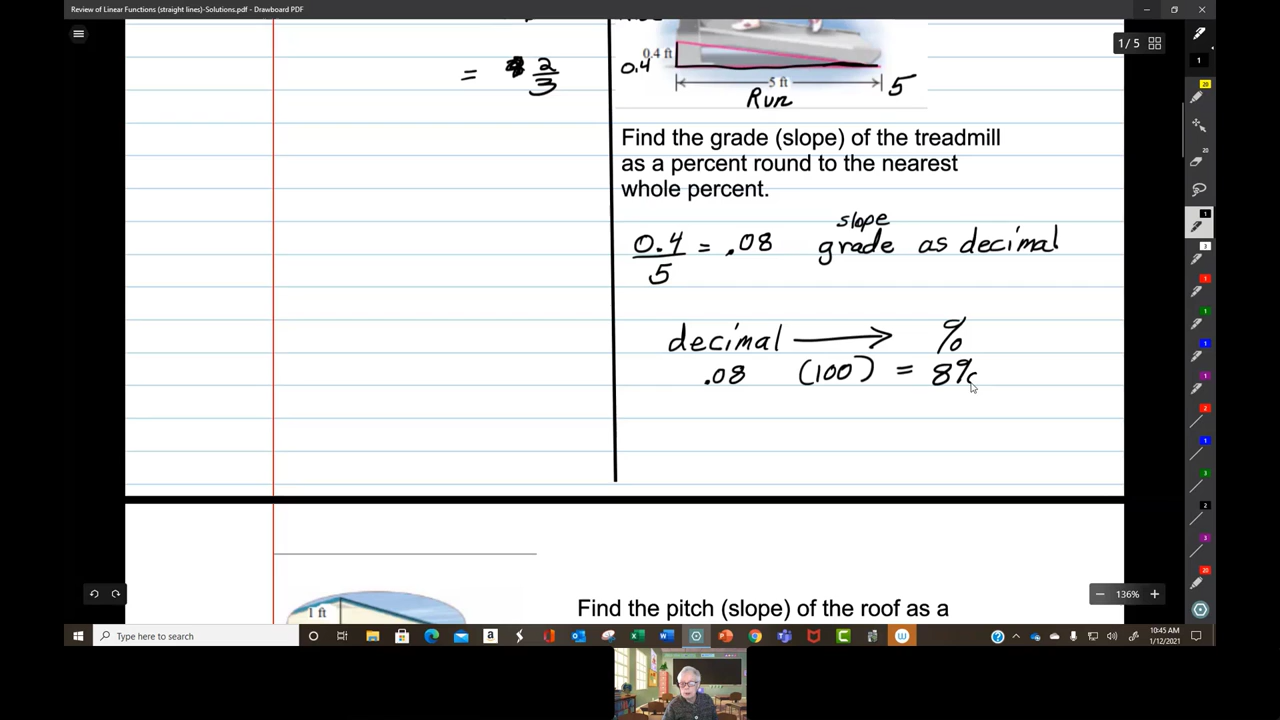 Review of Linear Functions (straight lines)-Solutions.pdf - Drawboard PDF
1/5
= 2/3
0.4 ft
0.4
5 ft
5
Run
Find the grade (slope) of the treadmill
as a percent round to the nearest
whole percent.
slope
0.4/5 = .08 grade as decimal
decimal → %
.08 (100) = 8%
1 ft
Find the pitch (slope) of the roof as a
136%
Type here to search
10:45 AM
1/12/2021